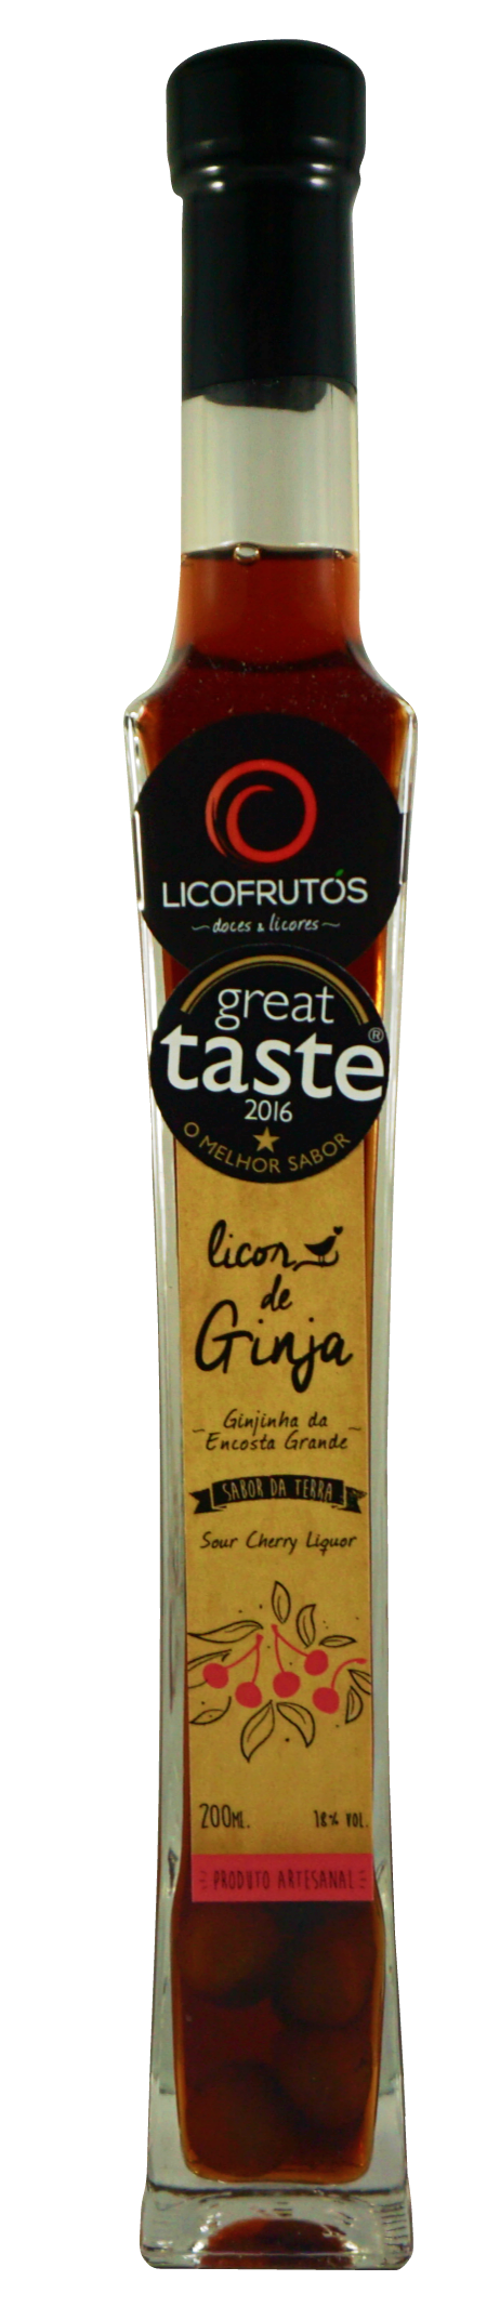 LICOFRUTÓS
~doces & licores~
great
taste®
2016
O MELHOR SABOR
licor
de
Ginja
~Ginjinha da
Encosta Grande~
SABOR DA TERRA
Sour Cherry Liquor
200ML. 18% VOL.
PRODUTO ARTESANAL